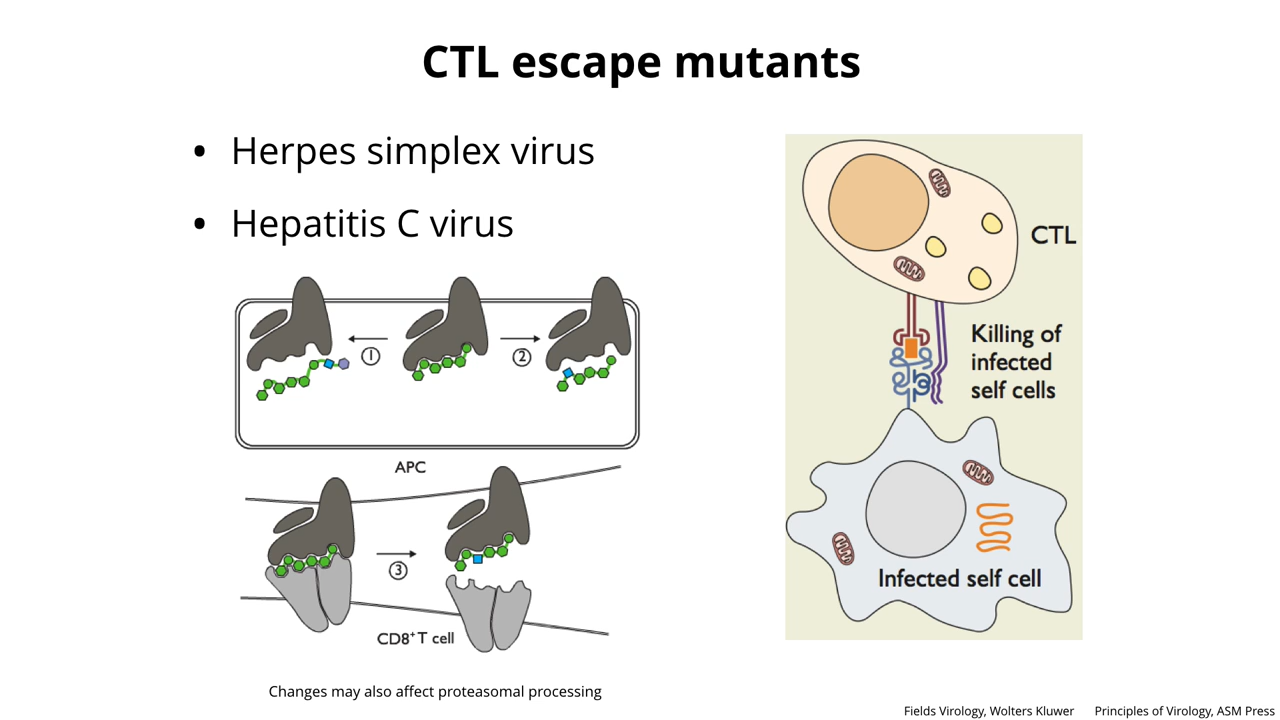 CTL escape mutants
• Herpes simplex virus
• Hepatitis C virus
1
2
APC
3
CD8⁺ T cell
Changes may also affect proteasomal processing
CTL
Killing of
infected
self cells
Infected self cell
Fields Virology, Wolters Kluwer
Principles of Virology, ASM Press